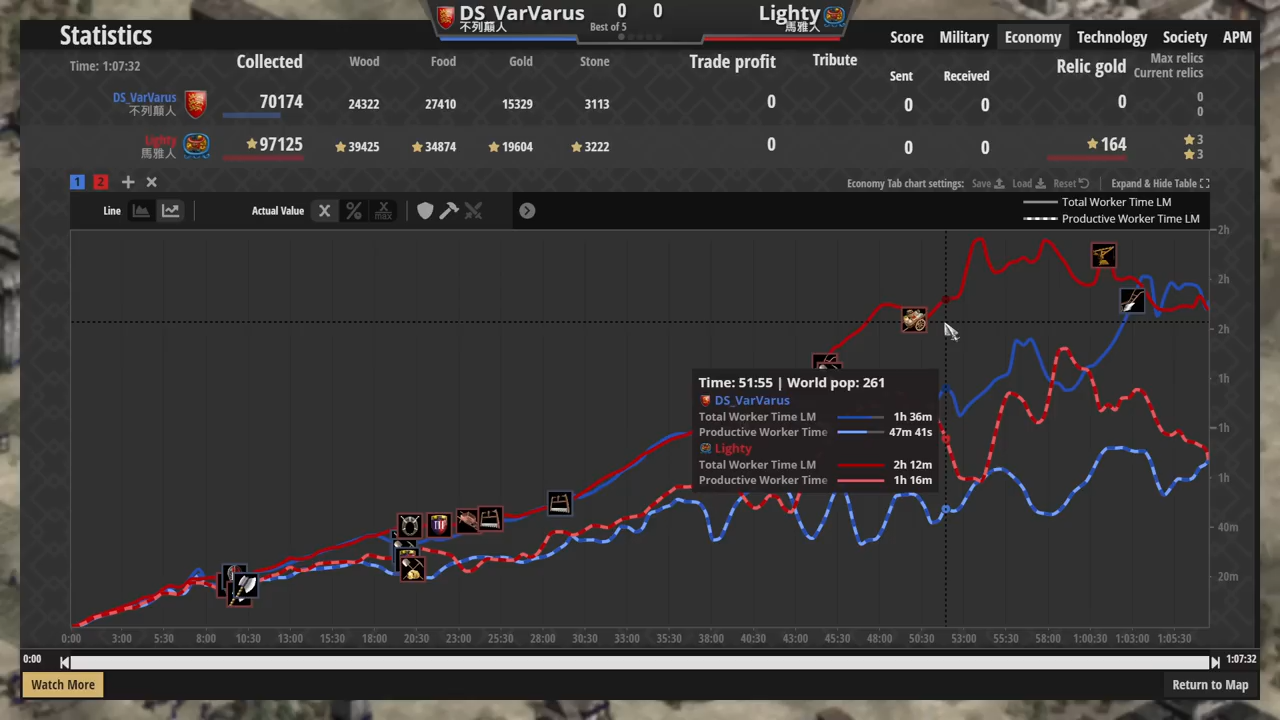 DS_VarVarus 0 0 Lighty
不列顛人 Best of 5 馬雅人
Statistics
Score Military Economy Technology Society APM
Time: 1:07:32
Collected Wood Food Gold Stone Trade profit Tribute Sent Received Relic gold Max relics
Current relics
DS_VarVarus 70174 24322 27410 15329 3113 0 0 0 0 0
不列顛人 0
Lighty 97125 39425 34874 19604 3222 0 0 0 164 3
馬雅人 3
1 2 Economy Tab chart settings: Save Load Reset Expand & Hide Table
Line Actual Value X % X/max Total Worker Time LM
Productive Worker Time LM
2h
2h
2h
1h
1h
1h
40m
20m
Time: 51:55 | World pop: 261
DS_VarVarus
Total Worker Time LM 1h 36m
Productive Worker Time 47m 41s
Lighty
Total Worker Time LM 2h 12m
Productive Worker Time 1h 16m
0:00 3:00 5:30 8:00 10:30 13:00 15:30 18:00 20:30 23:00 25:30 28:00 30:30 33:00 35:30 38:00 40:30 43:00 45:30 48:00 50:30 53:00 55:30 58:00 1:00:30 1:03:00 1:05:30
0:00 1:07:32
Watch More Return to Map